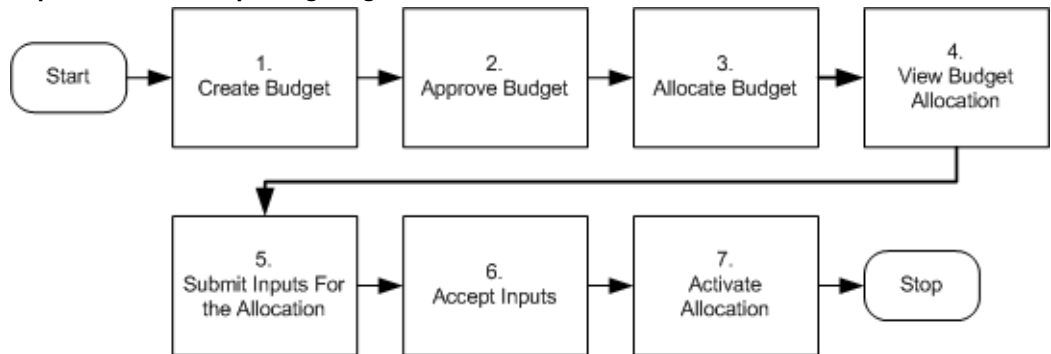 Start
1.
Create Budget
2.
Approve Budget
3.
Allocate Budget
4.
View Budget
Allocation
5.
Submit Inputs For
the Allocation
6.
Accept Inputs
7.
Activate
Allocation
Stop